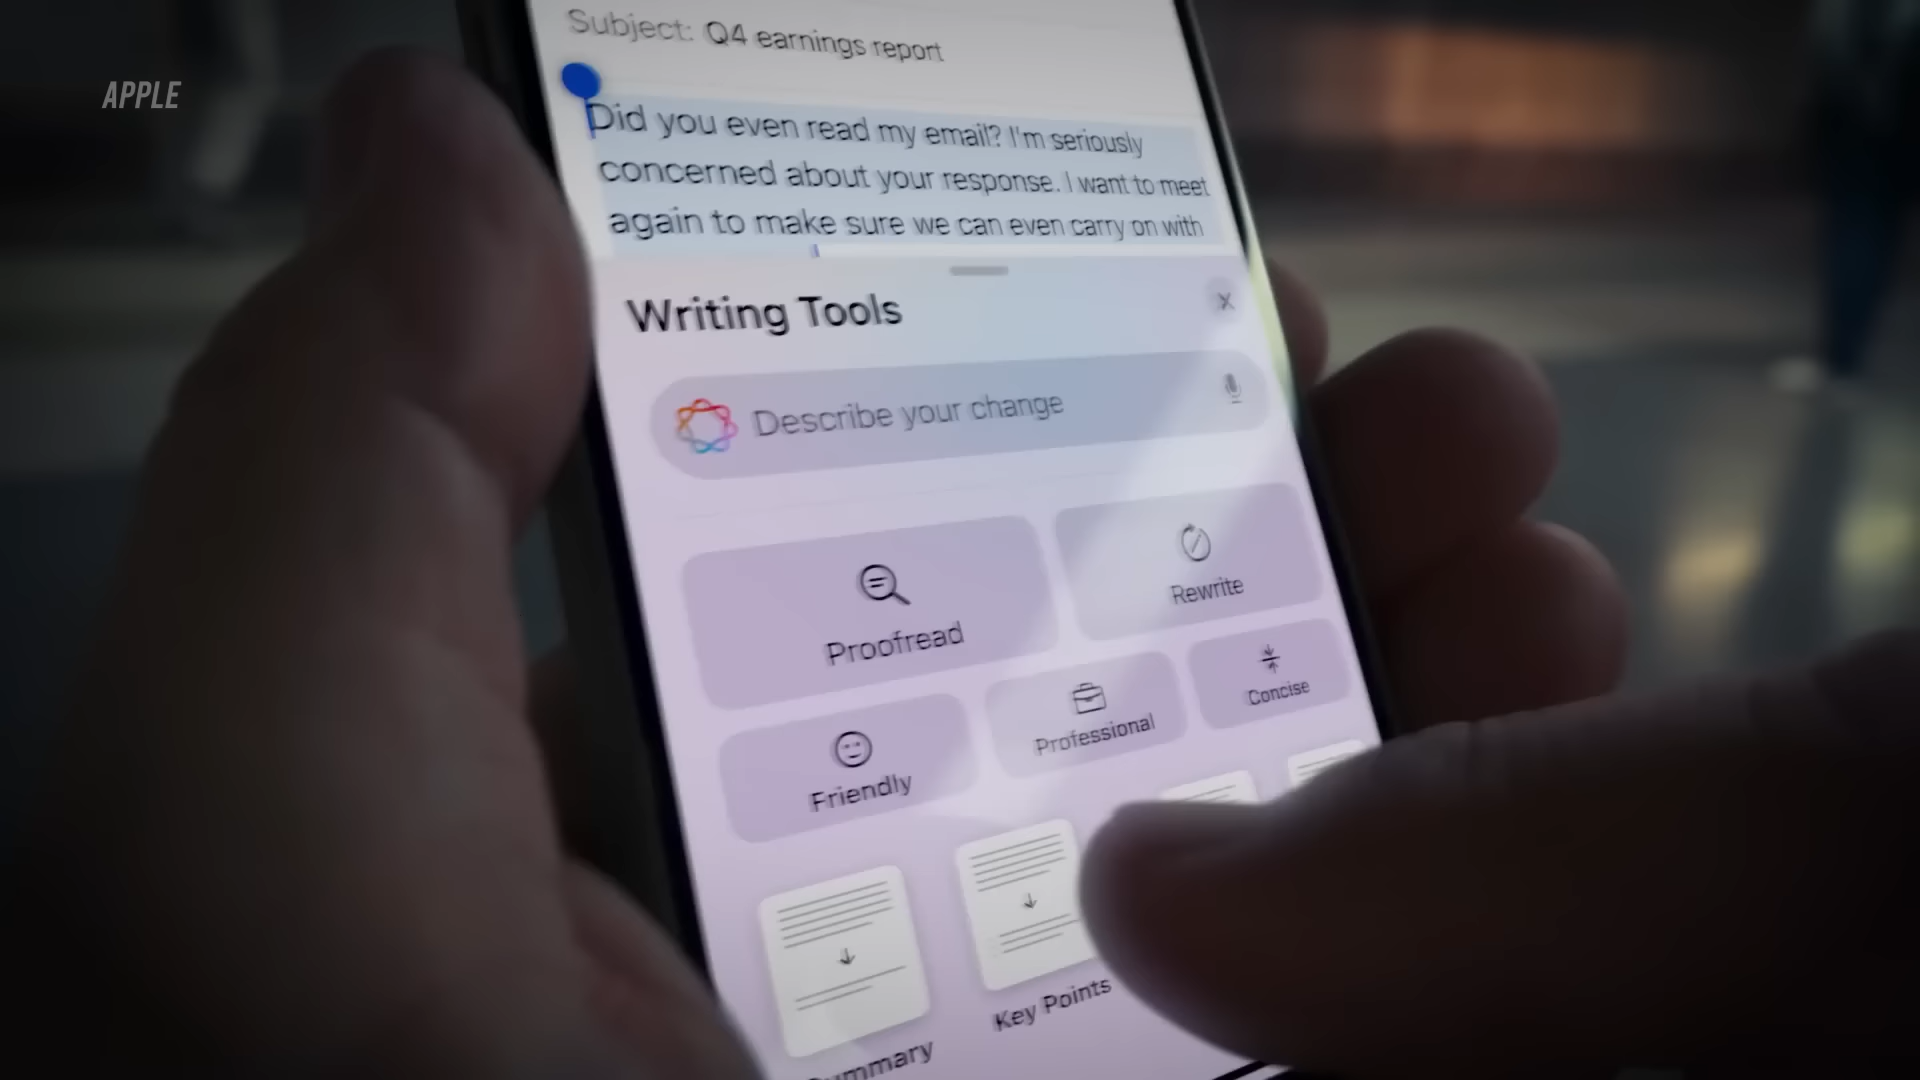 APPLE
Subject: Q4 earnings report
Did you even read my email? I'm seriously
concerned about your response. I want to meet
again to make sure we can even carry on with
Writing Tools
Describe your change
Proofread
Rewrite
Friendly
Professional
Concise
Summary
Key Points